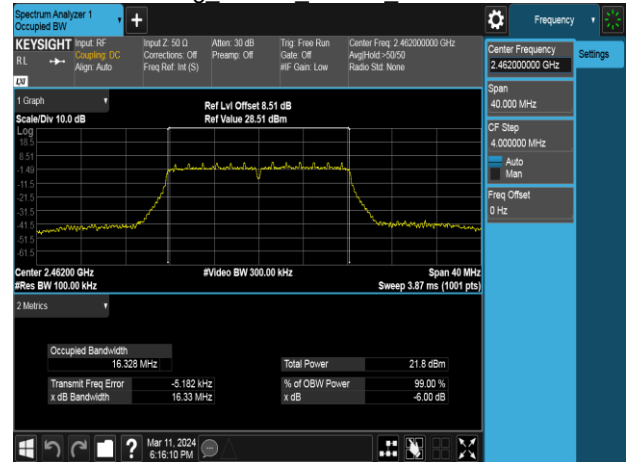 Spectrum Analyzer 1
Occupied BW
Frequency
KEYSIGHT
RL
LXI
Input: RF
Coupling: DC
Align: Auto
Input Z: 50 Ω
Corrections: Off
Freq Ref: Int (S)
Atten: 30 dB
Preamp: Off
Trig: Free Run
Gate: Off
#IF Gain: Low
Center Freq: 2.462000000 GHz
Avg|Hold:>50/50
Radio Std: None
Center Frequency
2.462000000 GHz
Settings
Span
40.000 MHz
CF Step
4.000000 MHz
Auto
Man
Freq Offset
0 Hz
1 Graph
Scale/Div 10.0 dB
Ref Lvl Offset 8.51 dB
Ref Value 28.51 dBm
Log
18.5
8.51
-1.49
-11.5
-21.5
-31.5
-41.5
-51.5
-61.5
Center 2.46200 GHz
#Res BW 100.00 kHz
#Video BW 300.00 kHz
Span 40 MHz
Sweep 3.87 ms (1001 pts)
2 Metrics
Occupied Bandwidth
16.328 MHz
Total Power 21.8 dBm
Transmit Freq Error -5.182 kHz
% of OBW Power 99.00 %
x dB Bandwidth 16.33 MHz
x dB -6.00 dB
?
Mar 11, 2024
6:16:10 PM